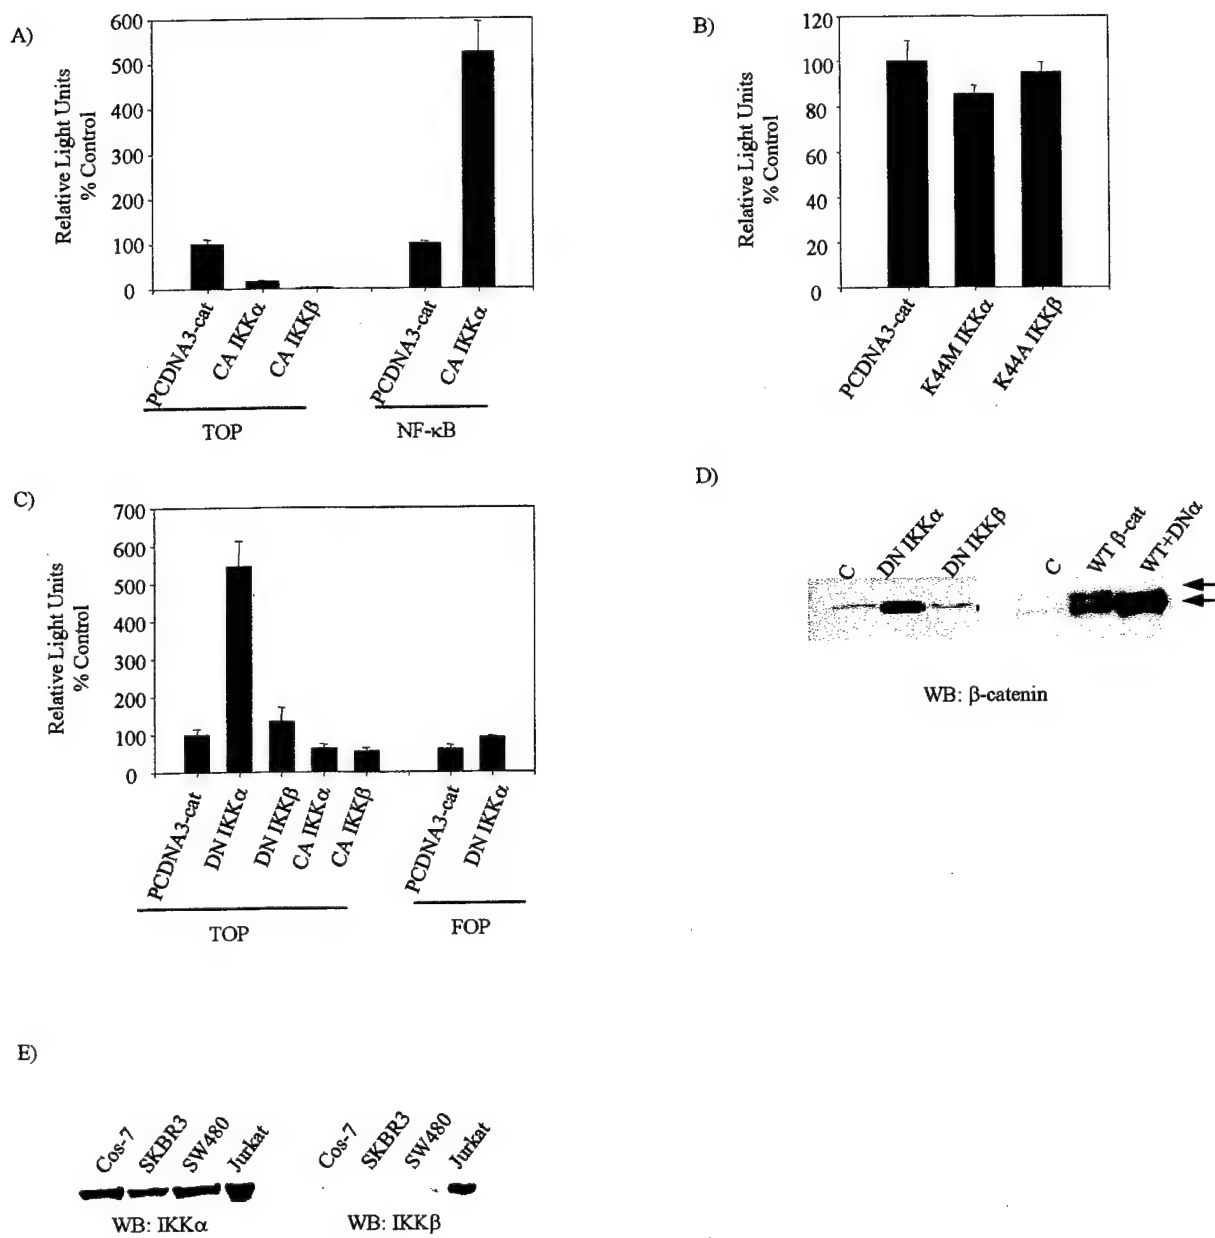 A)
Relative Light Units
% Control
600
500
400
300
200
100
0
PCDNA3-cat
CA IKKα
CA IKKβ
PCDNA3-cat
CA IKKα
TOP
NF-κB
B)
Relative Light Units
% Control
120
100
80
60
40
20
0
PCDNA3-cat
K44M IKKα
K44A IKKβ
C)
Relative Light Units
% Control
700
600
500
400
300
200
100
0
PCDNA3-cat
DN IKKα
DN IKKβ
CA IKKα
CA IKKβ
PCDNA3-cat
DN IKKα
TOP
FOP
D)
C
DN IKKα
DN IKKβ
C
WT β-cat
WT+DNα
WB: β-catenin
E)
Cos-7
SKBR3
SW480
Jurkat
WB: IKKα
Cos-7
SKBR3
SW480
Jurkat
WB: IKKβ